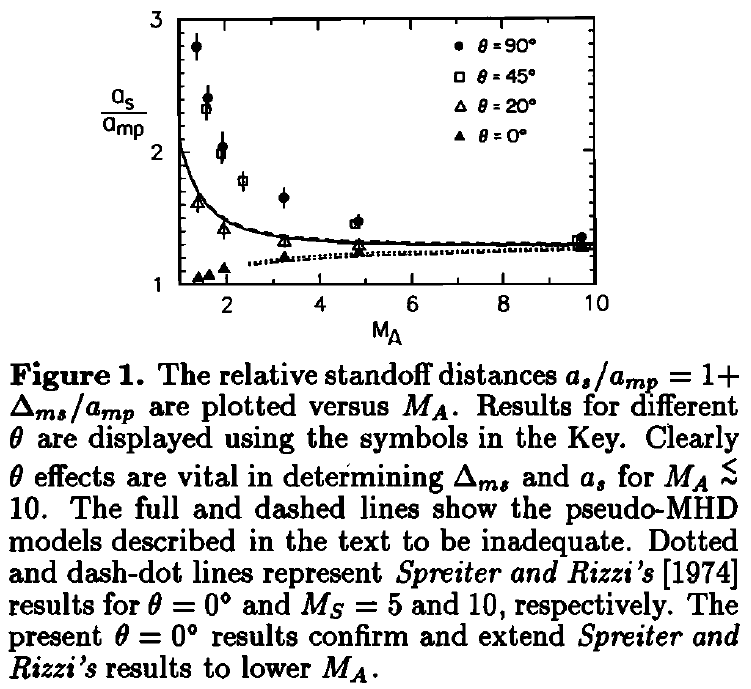 3
● θ = 90°
□ θ = 45°
△ θ = 20°
▲ θ = 0°
a_s
a_mp
2
1
2 4 6 8 10
M_A
Figure 1. The relative standoff distances a_s/a_mp = 1+
Δ_ms/a_mp are plotted versus M_A. Results for different
θ are displayed using the symbols in the Key. Clearly
θ effects are vital in determining Δ_ms and a_s for M_A ≲
10. The full and dashed lines show the pseudo-MHD
models described in the text to be inadequate. Dotted
and dash-dot lines represent Spreiter and Rizzi's [1974]
results for θ = 0° and M_S = 5 and 10, respectively. The
present θ = 0° results confirm and extend Spreiter and
Rizzi's results to lower M_A.